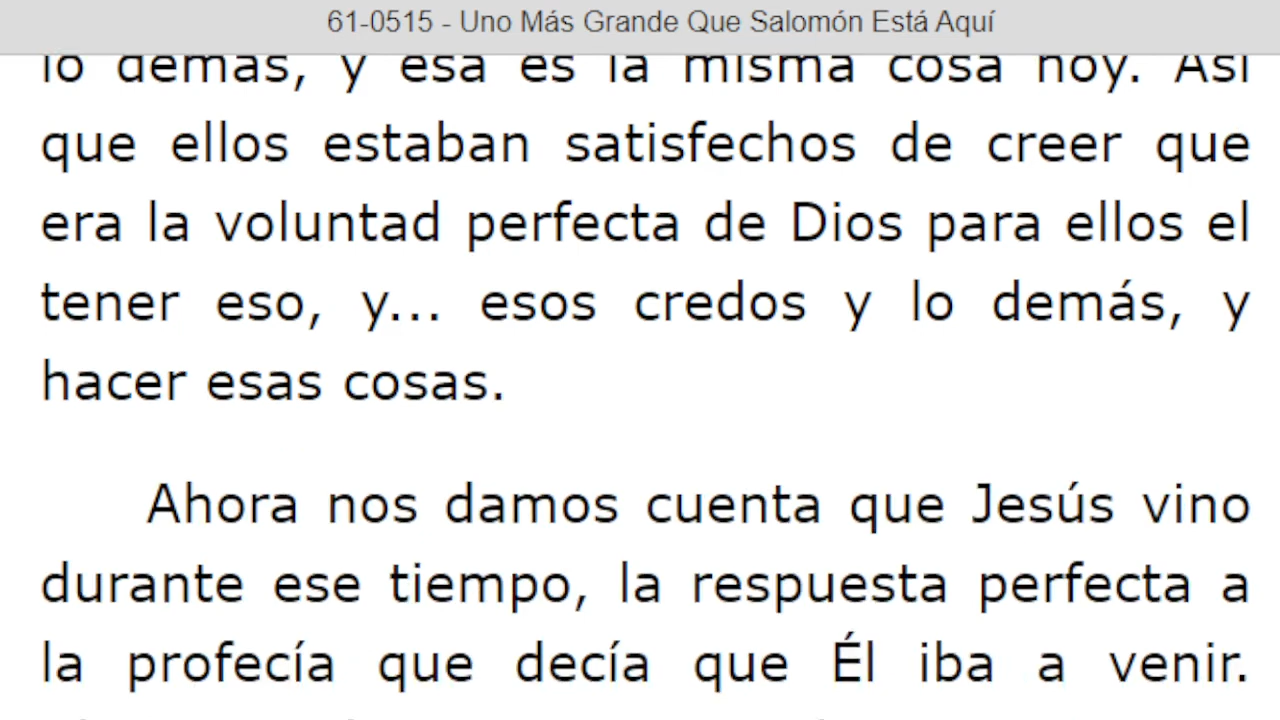 61-0515 - Uno Más Grande Que Salomón Está Aquí
lo demás, y esa es la misma cosa hoy. Así
que ellos estaban satisfechos de creer que
era la voluntad perfecta de Dios para ellos el
tener eso, y... esos credos y lo demás, y
hacer esas cosas.
Ahora nos damos cuenta que Jesús vino
durante ese tiempo, la respuesta perfecta a
la profecía que decía que Él iba a venir.